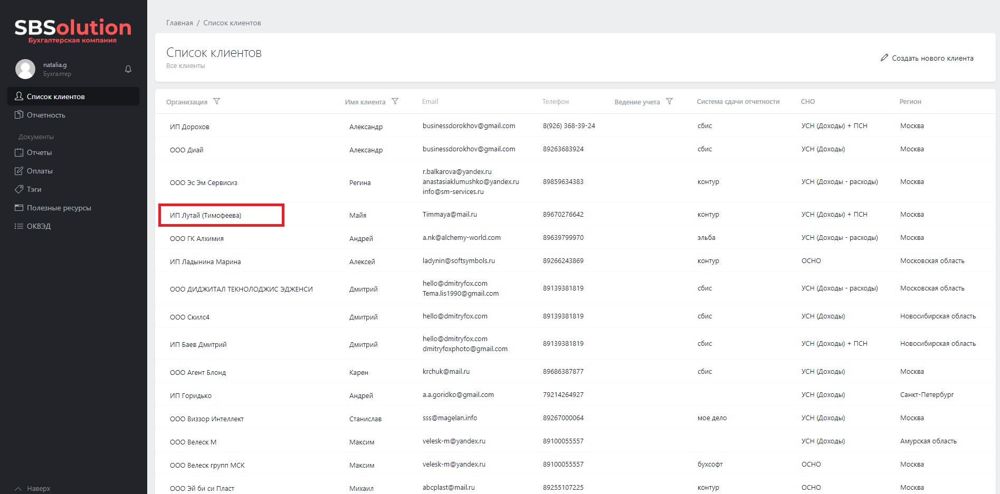 SBSolution
Бухгалтерская компания
natalia.g
Бухгалтер
Список клиентов
Отчетность
Документы
Отчеты
Оплаты
Тэги
Полезные ресурсы
ОКВЭД
Наверх
Главная / Список клиентов
Список клиентов
Все клиенты
Создать нового клиента
Организация Имя клиента Email Телефон Ведение учета Система сдачи отчетности СНО Регион
ИП Дорохов Александр businessdorokhov@gmail.com 8(926) 368-39-24 сбис УСН (Доходы) + ПСН Москва
ООО Диай Александр businessdorokhov@gmail.com 89263683924 сбис УСН (Доходы) Москва
r.balkarova@yandex.ru
ООО Эс Эм Сервисиз Регина anastasiaklumushko@yandex.ru 89859634383 контур УСН (Доходы - расходы) Москва
info@sm-services.ru
ИП Лутай (Тимофеева) Майя Timmaya@mail.ru 89670276642 контур УСН (Доходы) + ПСН Москва
ООО ГК Алхимия Андрей a.nk@alchemy-world.com 89639799970 эльба УСН (Доходы - расходы) Москва
ИП Ладынина Марина Алексей ladynin@softsymbols.ru 89266243869 контур ОСНО Московская область
hello@dmitryfox.com
ООО ДИДЖИТАЛ ТЕКНОЛОДЖИС ЭДЖЕНСИ Дмитрий Tema.lis1990@gmail.com 89139381819 сбис УСН (Доходы - расходы) Московская область
ООО Скилс4 Дмитрий hello@dmitryfox.com 89139381819 сбис УСН (Доходы) Новосибирская область
hello@dmitryfox.com
ИП Баев Дмитрий Дмитрий dmitryfoxphoto@gmail.com 89139381819 сбис УСН (Доходы) + ПСН Новосибирская область
ООО Агент Блонд Карен krchuk@mail.ru 89686387877 сбис УСН (Доходы) Москва
ИП Горидько Андрей a.a.goridko@gmail.com 79214264927 УСН (Доходы) Санкт-Петербург
ООО Виззор Интеллект Станислав sss@magelan.info 89267000064 мое дело УСН (Доходы) Москва
ООО Велеск М Максим velesk-m@yandex.ru 89100055557 УСН (Доходы) Амурская область
ООО Велеск групп МСК Максим velesk-m@yandex.ru 89100055557 бухсофт ОСНО Москва
ООО Эй би си Пласт Михаил abcplast@mail.ru 89255107225 контур ОСНО Москва